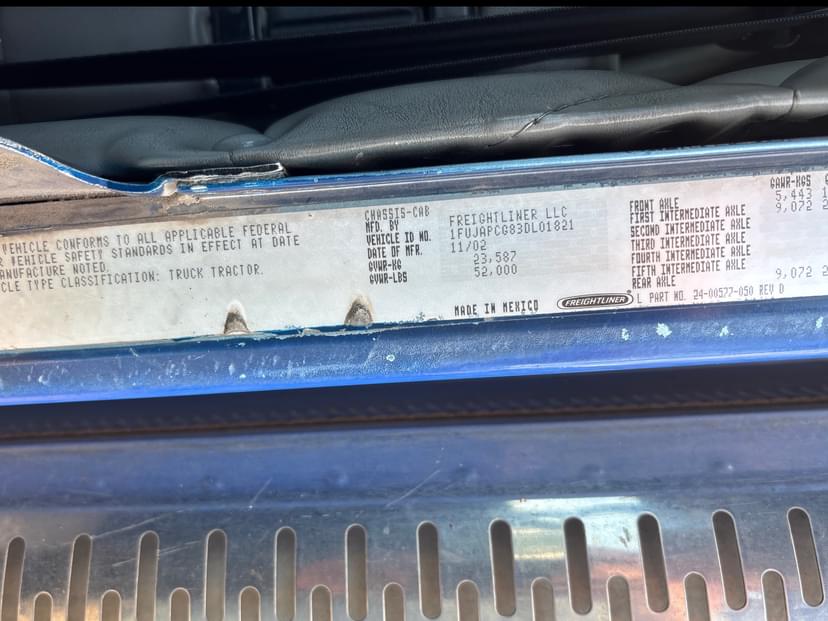 VEHICLE CONFORMS TO ALL APPLICABLE FEDERAL
VEHICLE SAFETY STANDARDS IN EFFECT AT DATE
MANUFACTURE NOTED.
CLE TYPE CLASSIFICATION: TRUCK TRACTOR.
CHASSIS-CAB
MFD. BY FREIGHTLINER LLC
VEHICLE ID NO. 1FUJAPCG83DL01821
DATE OF MFR. 11/02
GVWR-KG 23,587
GVWR-LBS 52,000
MADE IN MEXICO
FREIGHTLINER
GAWR-KGS
FRONT AXLE 5,443
FIRST INTERMEDIATE AXLE 9,072
SECOND INTERMEDIATE AXLE
THIRD INTERMEDIATE AXLE
FOURTH INTERMEDIATE AXLE
FIFTH INTERMEDIATE AXLE
REAR AXLE 9,072
L PART NO. 24-00577-050 REV D